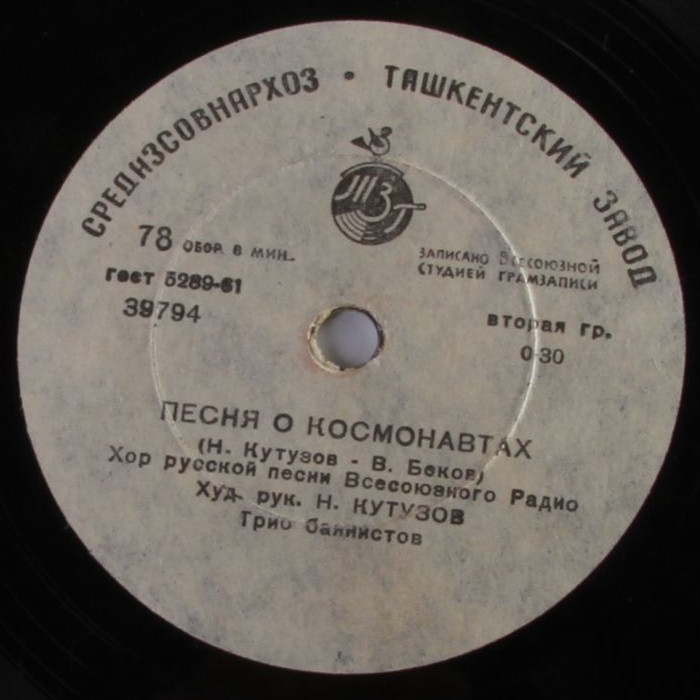 СРЕДАЗСОВНАРХОЗ • ТАШКЕНТСКИЙ ЗАВОД
ТЗГ
78 ОБОР. В МИН.
ЗАПИСАНО ВСЕСОЮЗНОЙ
СТУДИЕЙ ГРАМЗАПИСИ
ГОСТ 5289-61
39794
вторая гр.
0-30
ПЕСНЯ О КОСМОНАВТАХ
(Н. Кутузов - В. Боков)
Хор русской песни Всесоюзного Радио
Худ. рук. Н. КУТУЗОВ
Трио баянистов